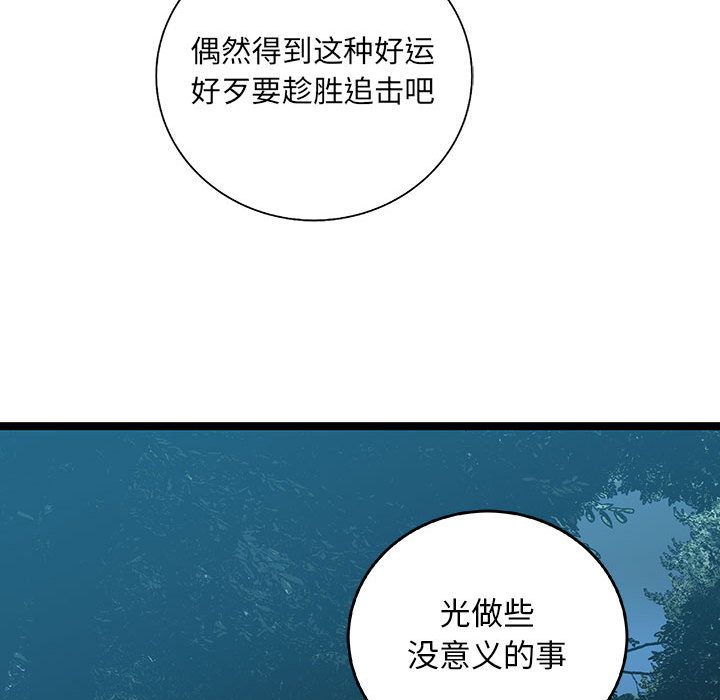 偶然得到这种好运
好歹要趁胜追击吧
光做些
没意义的事